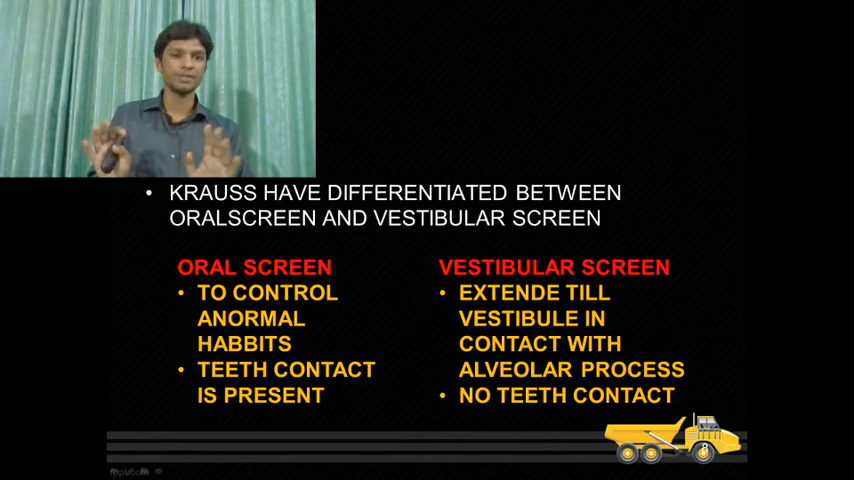 • KRAUSS HAVE DIFFERENTIATED BETWEEN
ORALSCREEN AND VESTIBULAR SCREEN
ORAL SCREEN
• TO CONTROL
ANORMAL
HABBITS
• TEETH CONTACT
IS PRESENT
VESTIBULAR SCREEN
• EXTENDE TILL
VESTIBULE IN
CONTACT WITH
ALVEOLAR PROCESS
• NO TEETH CONTACT
8